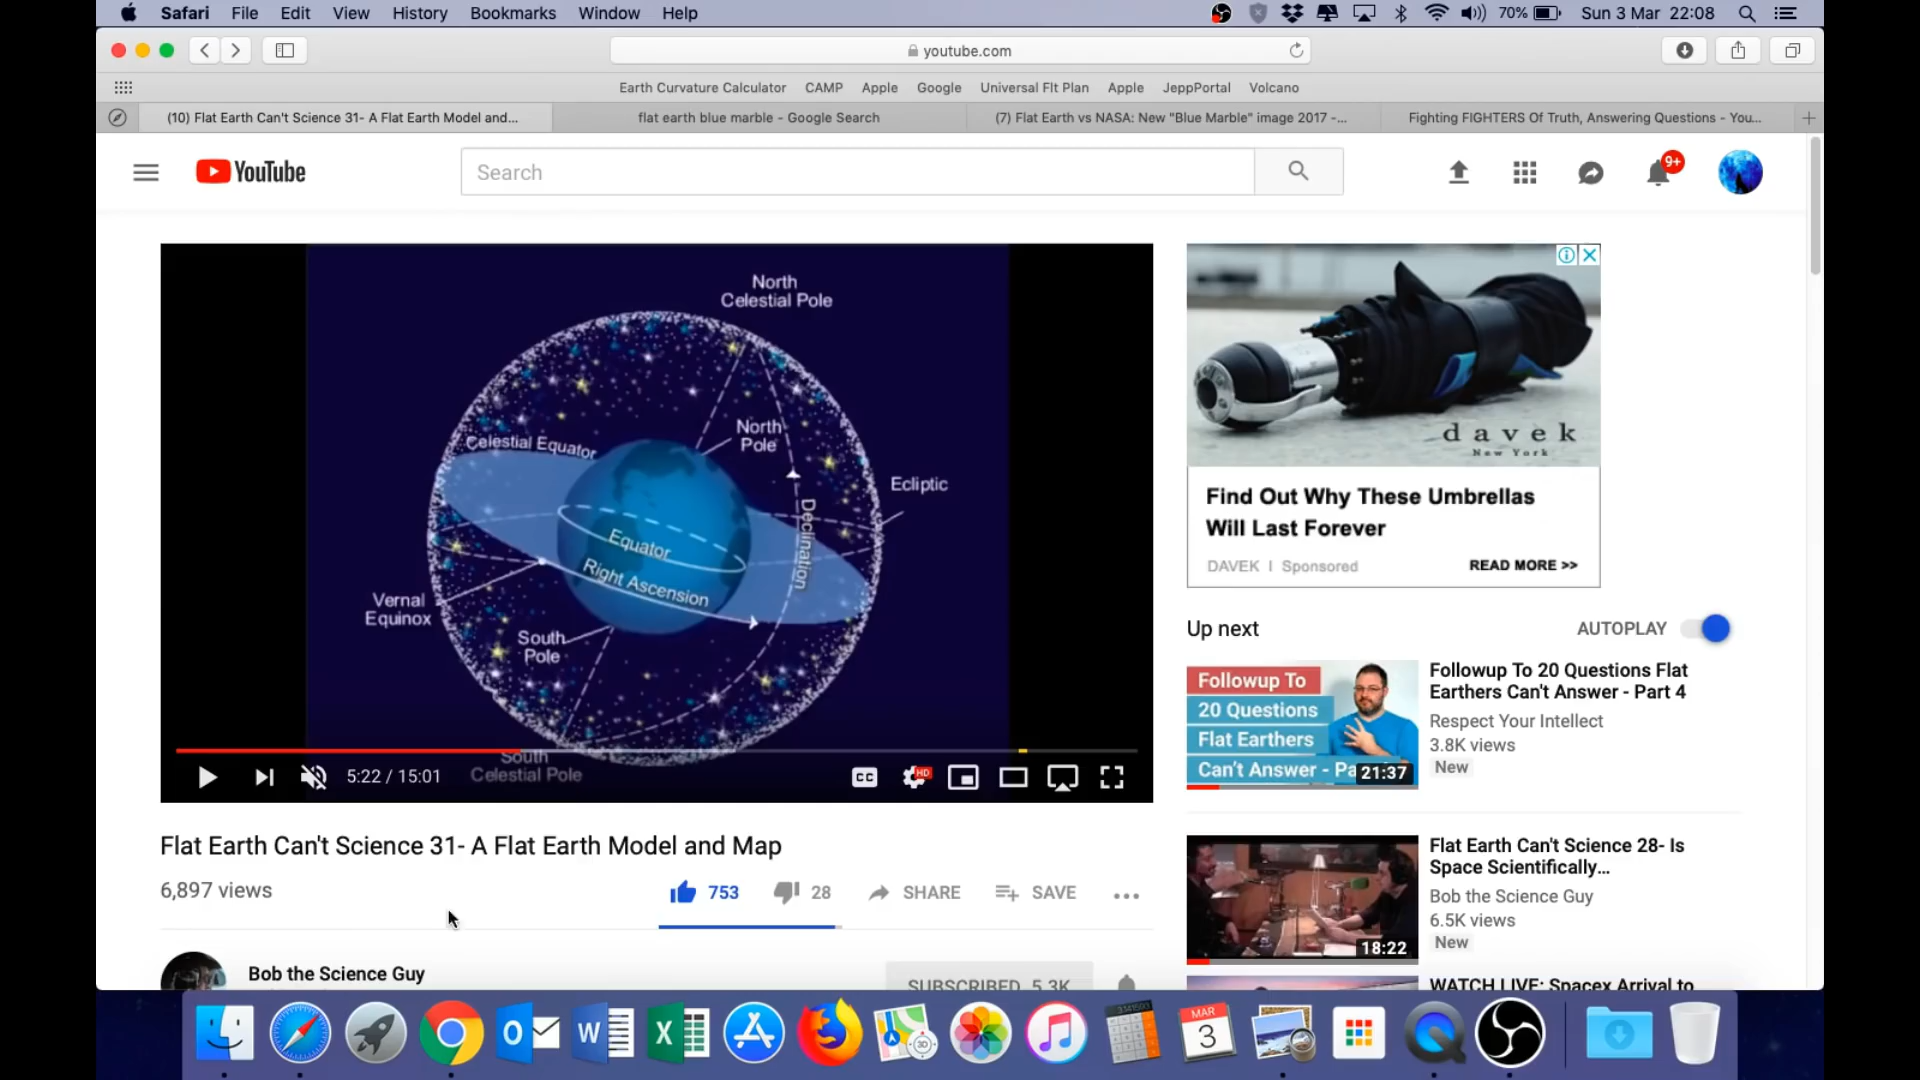 Safari File Edit View History Bookmarks Window Help
70% Sun 3 Mar 22:08
youtube.com
Earth Curvature Calculator CAMP Apple Google Universal Flt Plan Apple JeppPortal Volcano
(10) Flat Earth Can't Science 31- A Flat Earth Model and...
flat earth blue marble - Google Search
(7) Flat Earth vs NASA: New "Blue Marble" image 2017 -...
Fighting FIGHTERS Of Truth, Answering Questions - You...
YouTube
Search
9+
North
Celestial Pole
North
Pole
Celestial Equator
Ecliptic
Declination
Equator
Right Ascension
Vernal
Equinox
South
Pole
South
Celestial Pole
5:22 / 15:01
CC
HD
davek
New York
Find Out Why These Umbrellas
Will Last Forever
DAVEK | Sponsored
READ MORE >>
Up next
AUTOPLAY
Followup To
20 Questions
Flat Earthers
Can't Answer - Pa
21:37
Followup To 20 Questions Flat
Earthers Can't Answer - Part 4
Respect Your Intellect
3.8K views
New
Flat Earth Can't Science 31- A Flat Earth Model and Map
6,897 views
753
28
SHARE
SAVE
18:22
Flat Earth Can't Science 28- Is
Space Scientifically...
Bob the Science Guy
6.5K views
New
Bob the Science Guy
SUBSCRIBED 5.3K
WATCH LIVE: Spacex Arrival to
O
W
X
3D
MAR
3